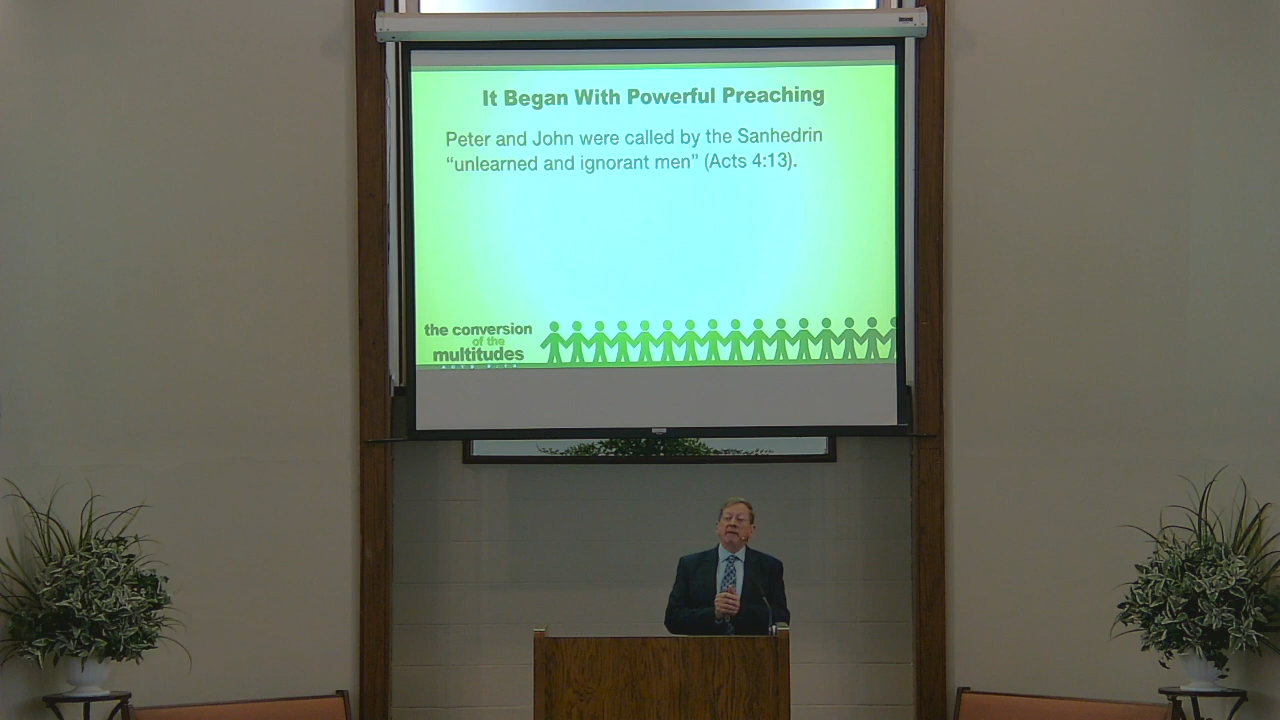 It Began With Powerful Preaching
Peter and John were called by the Sanhedrin
“unlearned and ignorant men” (Acts 4:13).
the conversion
of the
multitudes